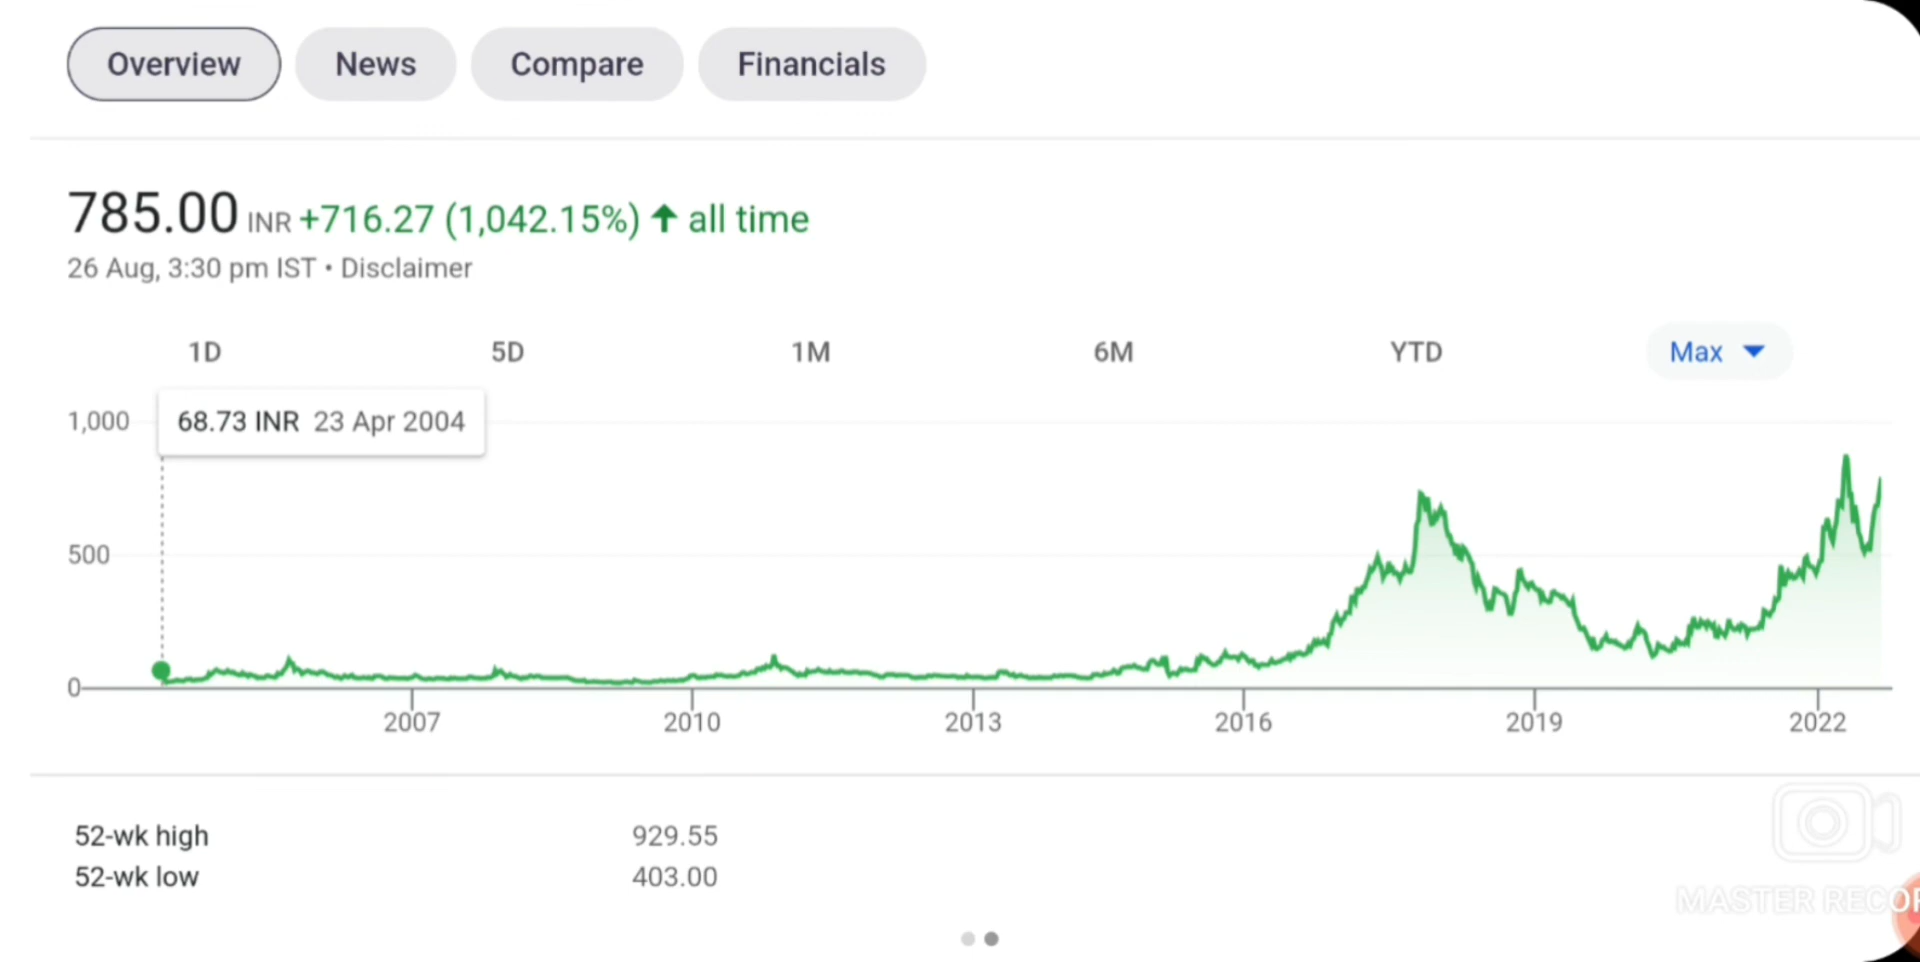 Overview News Compare Financials
785.00 INR +716.27 (1,042.15%) ↑ all time
26 Aug, 3:30 pm IST • Disclaimer
1D 5D 1M 6M YTD Max
68.73 INR 23 Apr 2004
1,000
500
0
2007 2010 2013 2016 2019 2022
52-wk high 929.55
52-wk low 403.00
MASTER